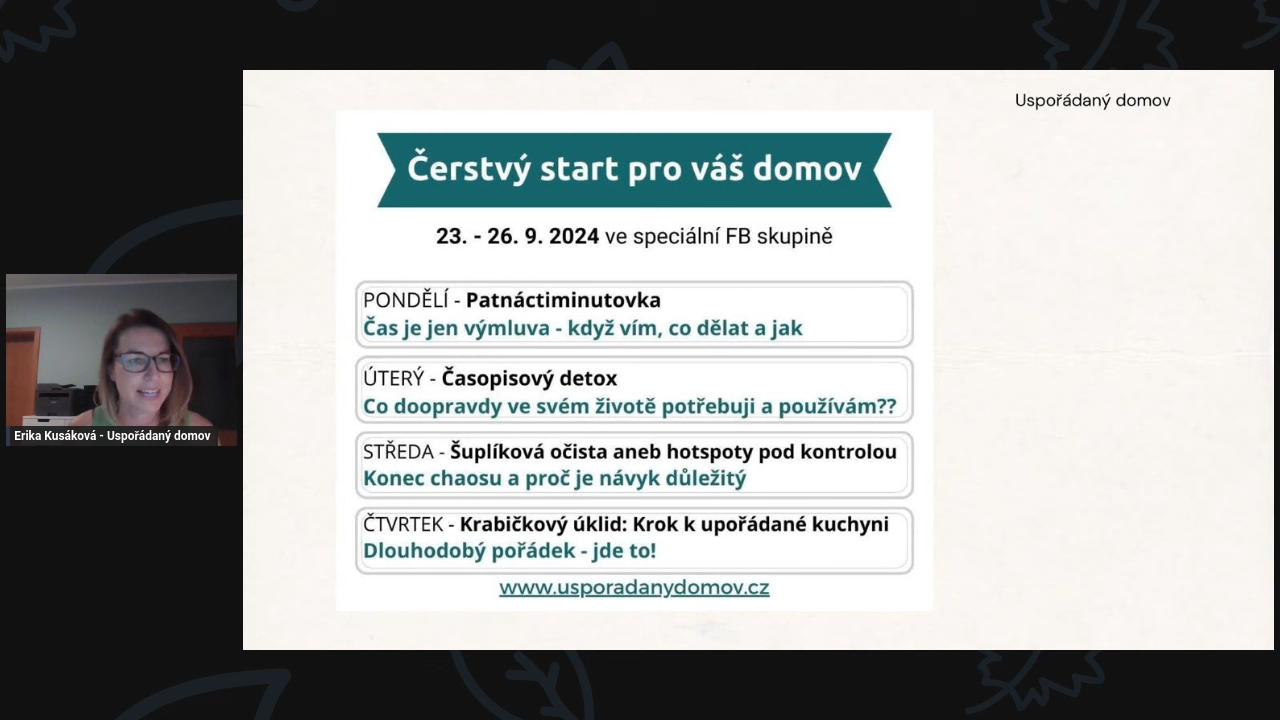 Uspořádaný domov
Čerstvý start pro váš domov
23. - 26. 9. 2024 ve speciální FB skupině
PONDĚLÍ - Patnáctiminutovka
Čas je jen výmluva - když vím, co dělat a jak
ÚTERÝ - Časopisový detox
Co doopravdy ve svém životě potřebuji a používám??
STŘEDA - Šuplíková očista aneb hotspoty pod kontrolou
Konec chaosu a proč je návyk důležitý
ČTVRTEK - Krabičkový úklid: Krok k upořádané kuchyni
Dlouhodobý pořádek - jde to!
www.usporadanydomov.cz
Erika Kusáková - Uspořádaný domov